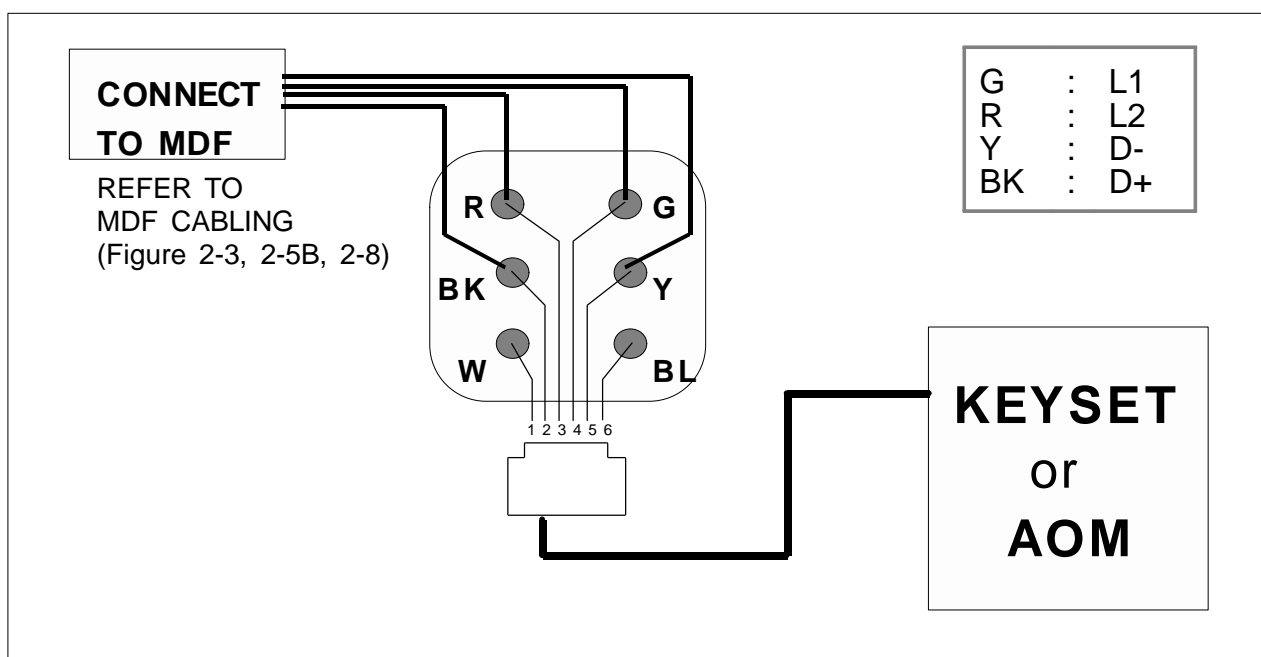 CONNECT
TO MDF
REFER TO
MDF CABLING
(Figure 2-3, 2-5B, 2-8)
G : L1
R : L2
Y : D-
BK : D+
R G
BK Y
W BL
1 2 3 4 5 6
KEYSET
or
AOM